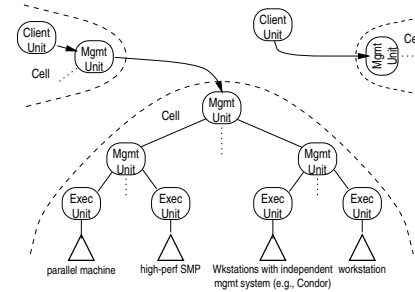 Client
Unit
Mgmt
Unit
Cell
Client
Unit
Mgmt
Unit
Cell
Mgmt
Unit
Cell
Mgmt
Unit
Mgmt
Unit
Exec
Unit
Exec
Unit
Exec
Unit
Exec
Unit
parallel machine
high-perf SMP
Wkstations with independent
mgmt system (e.g., Condor)
workstation